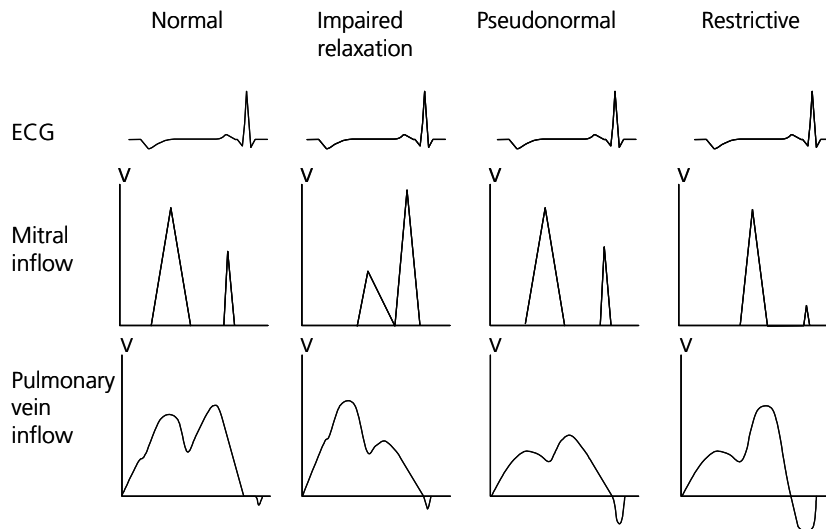 Normal
Impaired
relaxation
Pseudonormal
Restrictive
ECG
V
V
V
V
Mitral
inflow
V
V
V
V
Pulmonary
vein
inflow